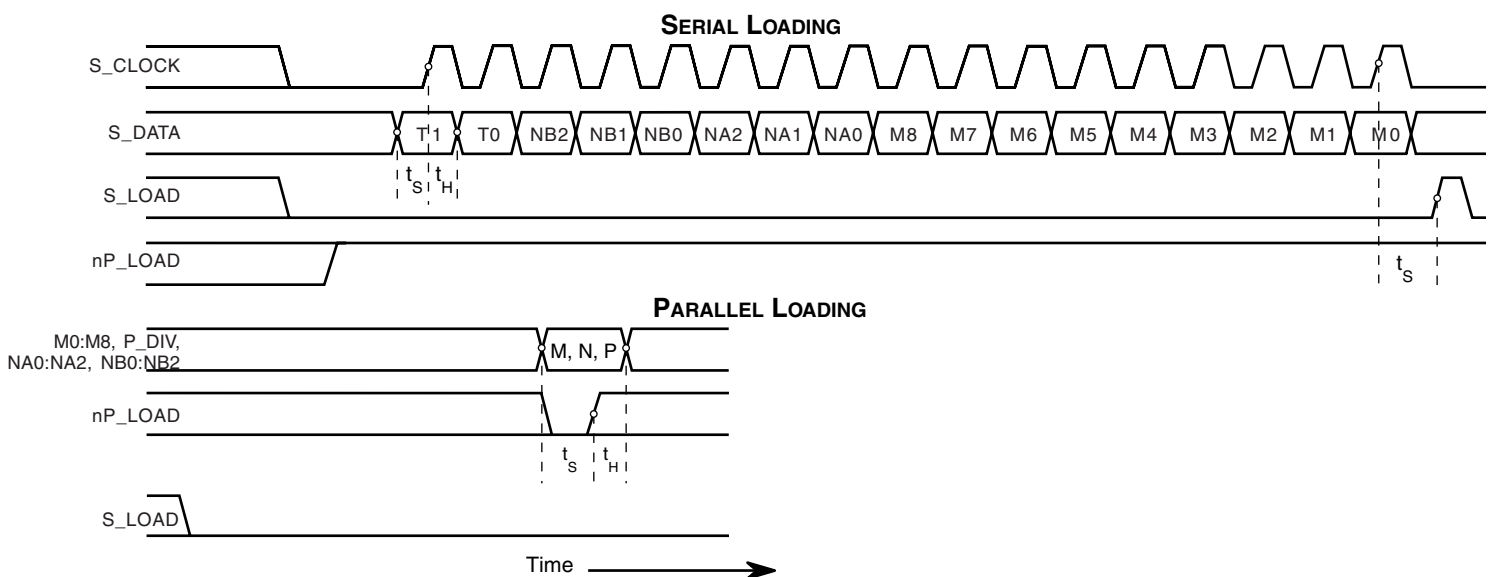 SERIAL LOADING
S_CLOCK
S_DATA
T1 T0 NB2 NB1 NB0 NA2 NA1 NA0 M8 M7 M6 M5 M4 M3 M2 M1 M0
tS tH
S_LOAD
nP_LOAD
tS
PARALLEL LOADING
M0:M8, P_DIV,
NA0:NA2, NB0:NB2
M, N, P
nP_LOAD
tS tH
S_LOAD
Time